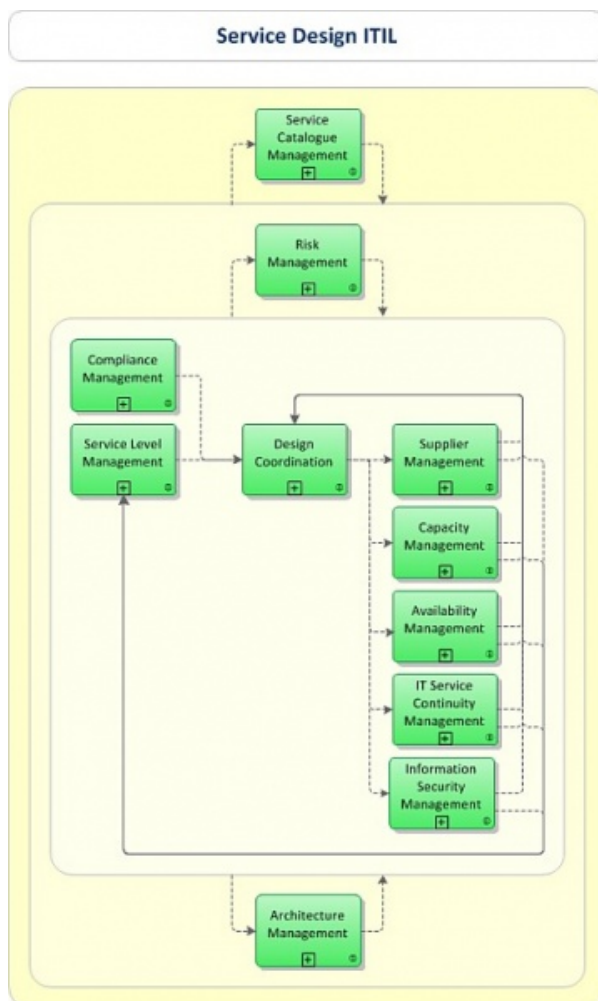 Service Design ITIL
Service
Catalogue
Management
Risk
Management
Compliance
Management
Service Level
Management
Design
Coordination
Supplier
Management
Capacity
Management
Availability
Management
IT Service
Continuity
Management
Information
Security
Management
Architecture
Management